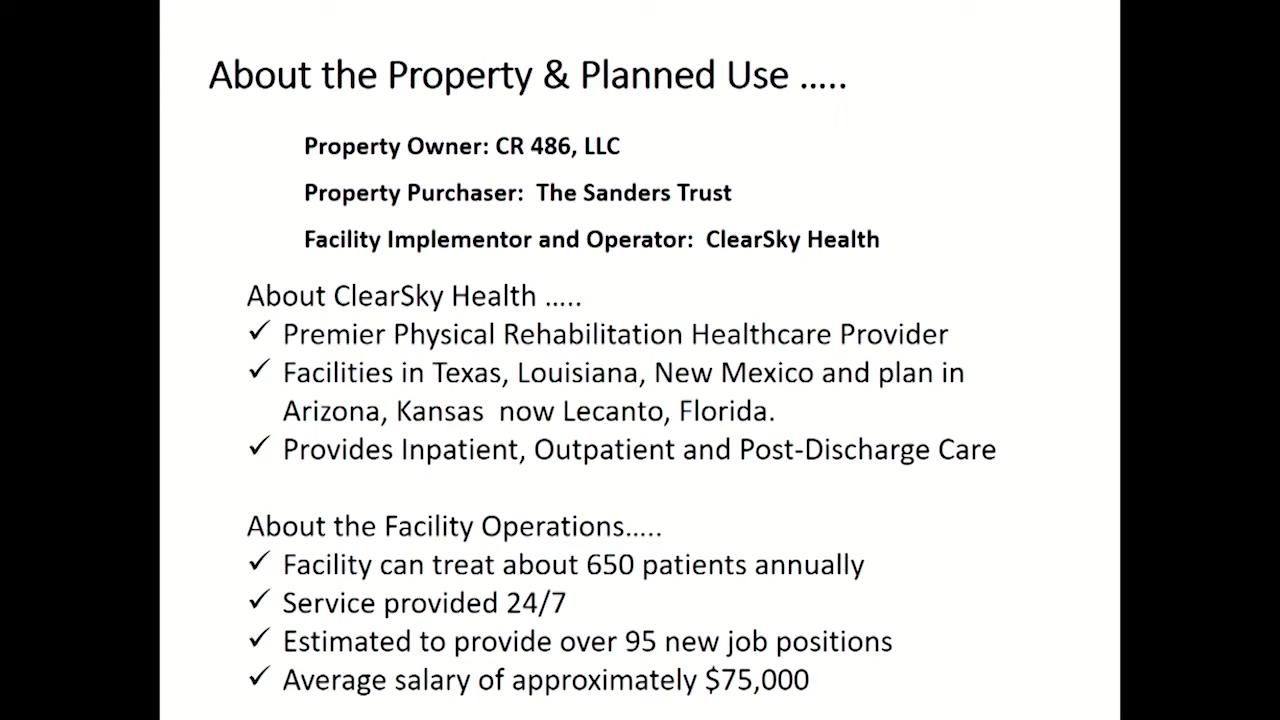 About the Property & Planned Use .....
Property Owner: CR 486, LLC
Property Purchaser:  The Sanders Trust
Facility Implementor and Operator:  ClearSky Health
About ClearSky Health .....
✓ Premier Physical Rehabilitation Healthcare Provider
✓ Facilities in Texas, Louisiana, New Mexico and plan in
Arizona, Kansas  now Lecanto, Florida.
✓ Provides Inpatient, Outpatient and Post-Discharge Care
About the Facility Operations.....
✓ Facility can treat about 650 patients annually
✓ Service provided 24/7
✓ Estimated to provide over 95 new job positions
✓ Average salary of approximately $75,000